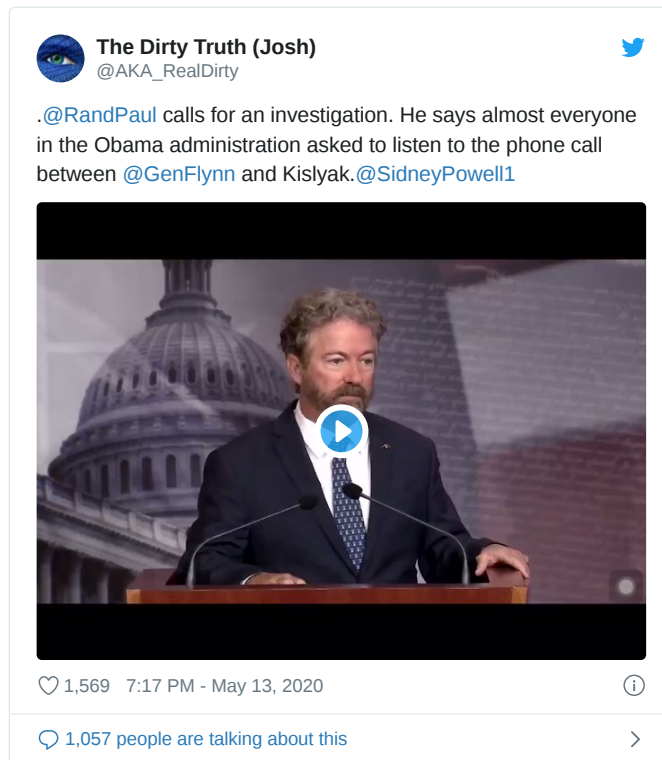 The Dirty Truth (Josh)
@AKA_RealDirty
.@RandPaul calls for an investigation. He says almost everyone
in the Obama administration asked to listen to the phone call
between @GenFlynn and Kislyak.@SidneyPowell1
1,569 7:17 PM - May 13, 2020
1,057 people are talking about this